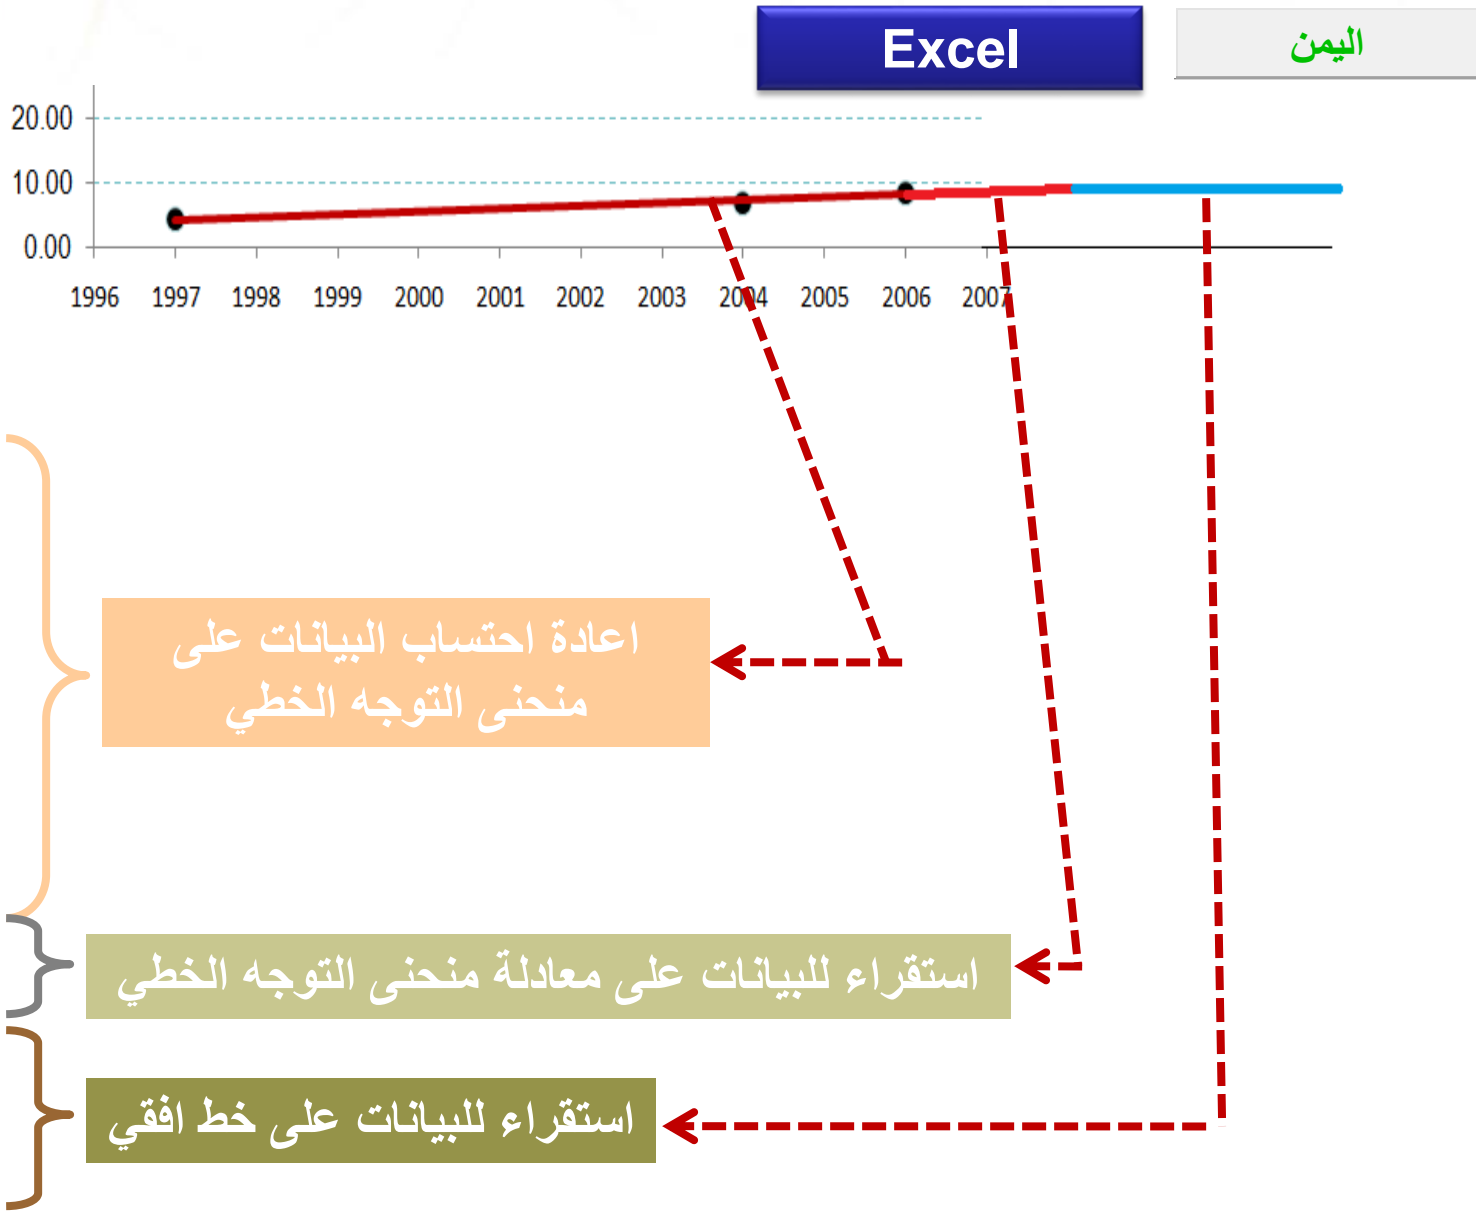 Excel
اليمن
20.00
10.00
0.00
1996 1997 1998 1999 2000 2001 2002 2003 2004 2005 2006 2007
اعادة احتساب البيانات على
منحنى التوجه الخطي
استقراء للبيانات على معادلة منحنى التوجه الخطي
استقراء للبيانات على خط افقي